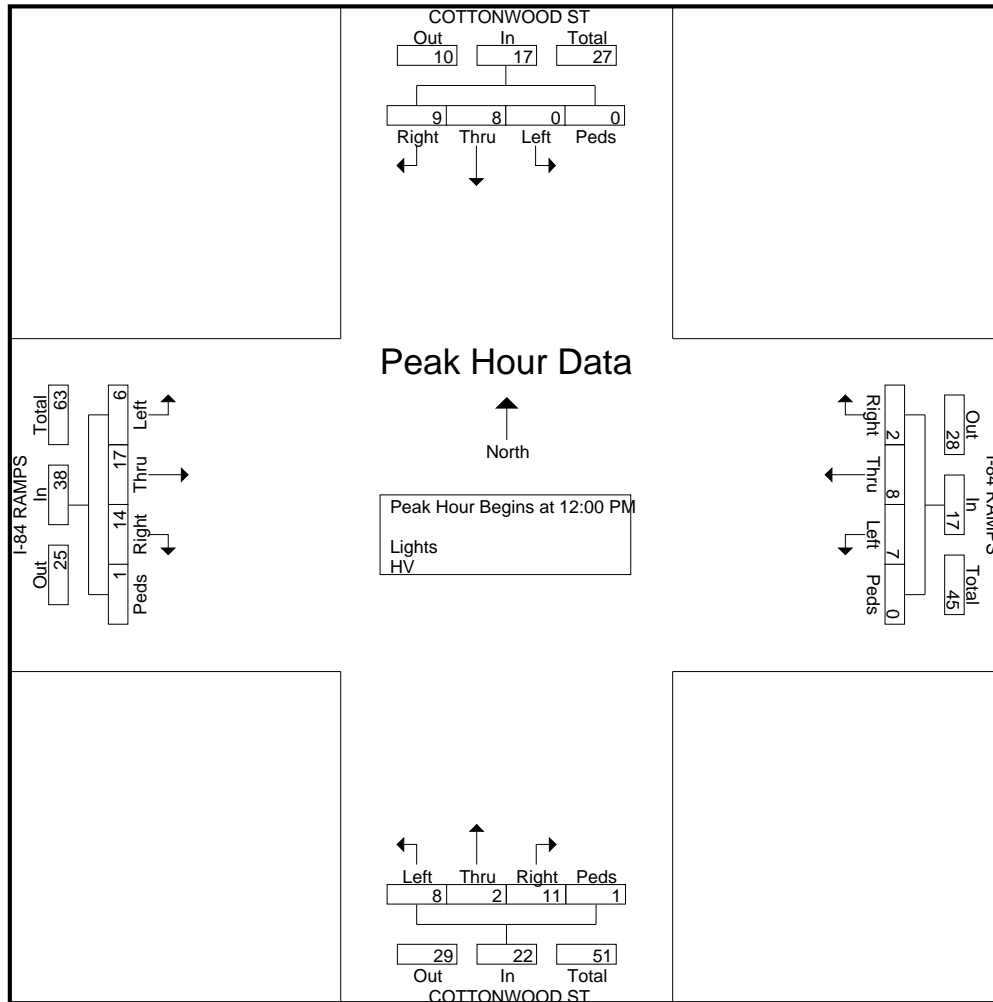 COTTONWOOD ST
Out In Total
10 17 27
9 8 0 0
Right Thru Left Peds
Peak Hour Data
North
Peak Hour Begins at 12:00 PM
Lights
HV
I-84 RAMPS
Total In Out
63 38 25
6 17 14 1
Left Thru Right Peds
Right Thru Left Peds
2 8 7 0
Out In Total
28 17 45
I-84 RAMPS
Left Thru Right Peds
8 2 11 1
29 22 51
Out In Total
COTTONWOOD ST